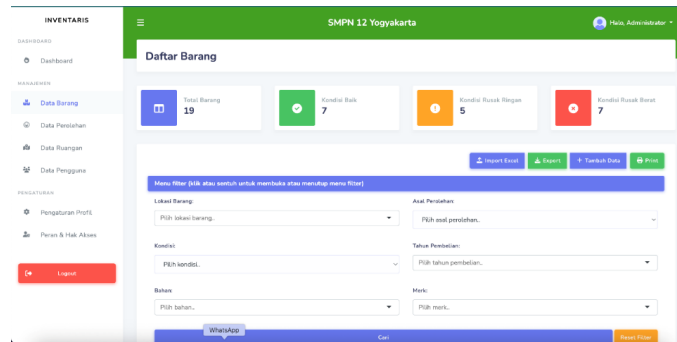 INVENTARIS
SMPN 12 Yogyakarta
Halo, Administrator
DASHBOARD
Dashboard
MANAJEMEN
Data Barang
Data Perolehan
Data Ruangan
Data Pengguna
PENGATURAN
Pengaturan Profil
Peran & Hak Akses
Logout
Daftar Barang
Total Barang
19
Kondisi Baik
7
Kondisi Rusak Ringan
5
Kondisi Rusak Berat
7
Import Excel
Export
+ Tambah Data
Print
Menu filter (klik atau sentuh untuk membuka atau menutup menu filter)
Lokasi Barang:
Asal Perolehan:
Pilih lokasi barang..
Pilih asal perolehan..
Kondisi:
Tahun Pembelian:
Pilih kondisi..
Pilih tahun pembelian..
Bahan:
Merk:
Pilih bahan..
Pilih merk..
WhatsApp
Cari
Reset Filter